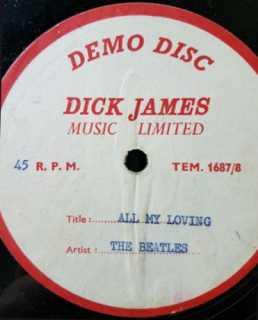 DEMO DISC
DICK JAMES
MUSIC LIMITED
45 R. P. M. TEM. 1687/8
Title :......ALL MY LOVING......
Artist :....THE BEATLES......